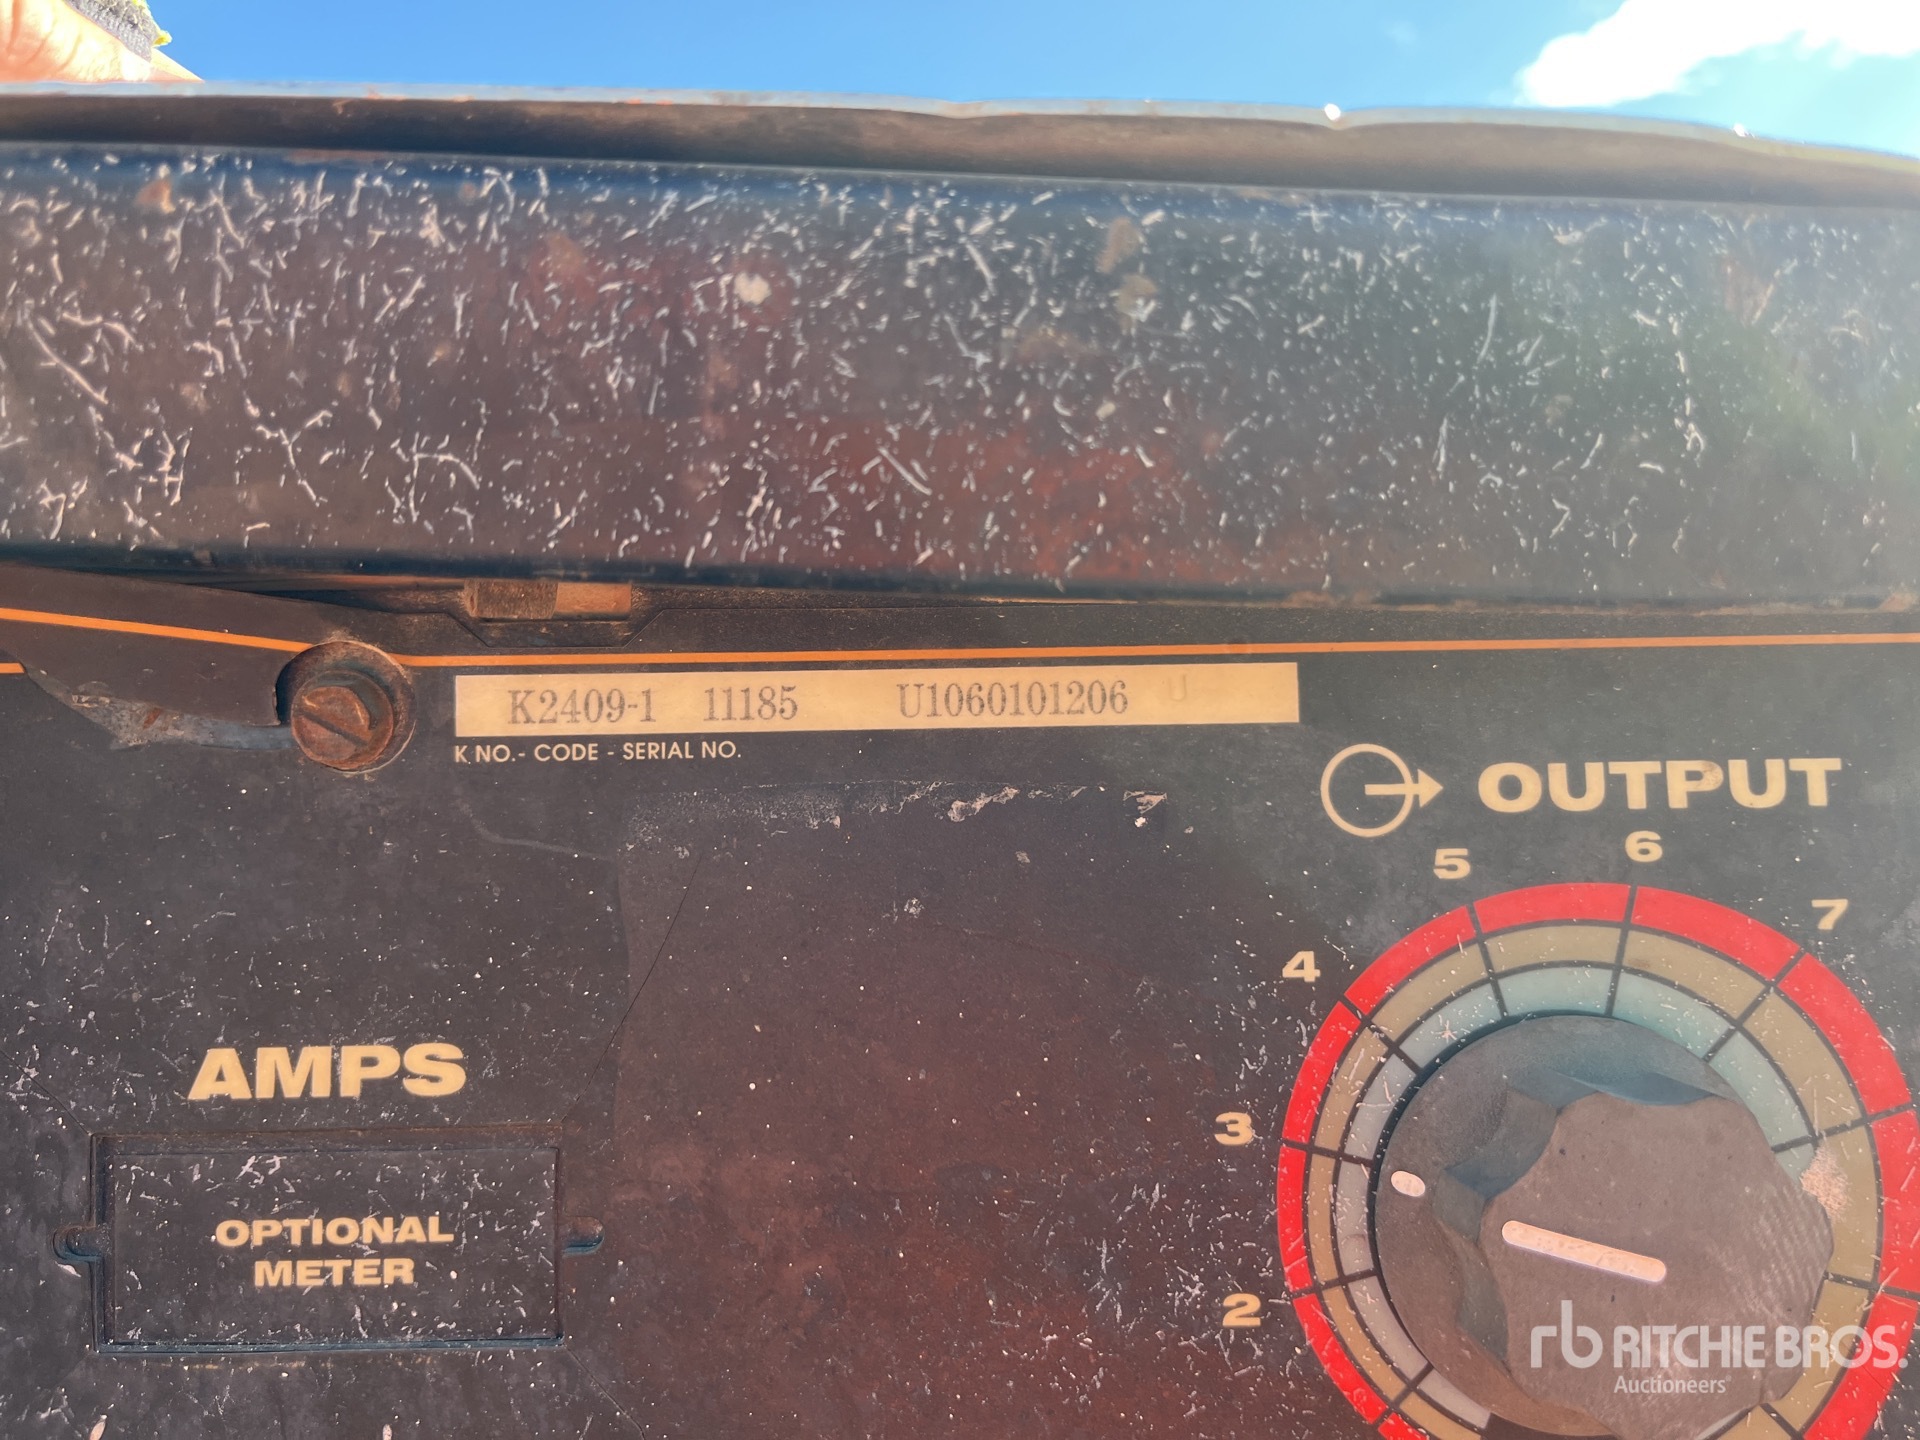 K2409-1 11185 U1060101206 U
K NO.- CODE - SERIAL NO.
OUTPUT
5 6 7
4
3
2
AMPS
OPTIONAL
METER
rb RITCHIE BROS.
Auctioneers